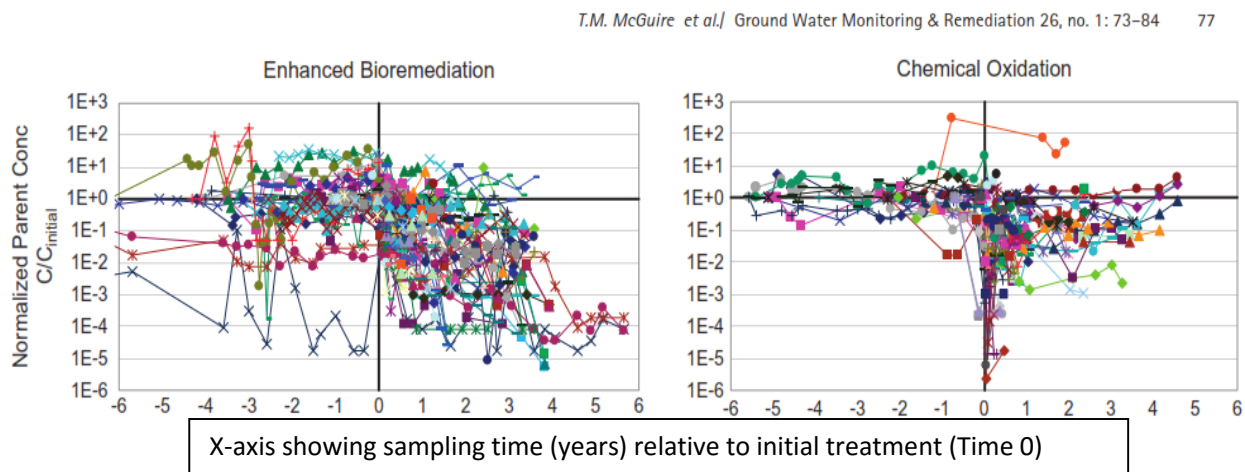 T.M. McGuire et al./ Ground Water Monitoring & Remediation 26, no. 1: 73–84 77
Enhanced Bioremediation
Chemical Oxidation
Normalized Parent Conc
C/Cinitial
1E+3
1E+2
1E+1
1E+0
1E-1
1E-2
1E-3
1E-4
1E-5
1E-6
-6 -5 -4 -3 -2 -1 0 1 2 3 4 5 6
1E+3
1E+2
1E+1
1E+0
1E-1
1E-2
1E-3
1E-4
1E-5
1E-6
-6 -5 -4 -3 -2 -1 0 1 2 3 4 5 6
X-axis showing sampling time (years) relative to initial treatment (Time 0)